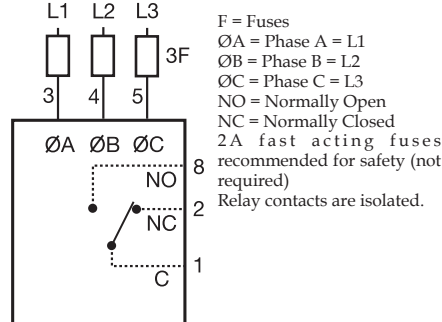 L1 L2 L3
3F
3 4 5
ØA ØB ØC
8
NO
2
NC
1
C
F = Fuses
ØA = Phase A = L1
ØB = Phase B = L2
ØC = Phase C = L3
NO = Normally Open
NC = Normally Closed
2A fast acting fuses
recommended for safety (not
required)
Relay contacts are isolated.